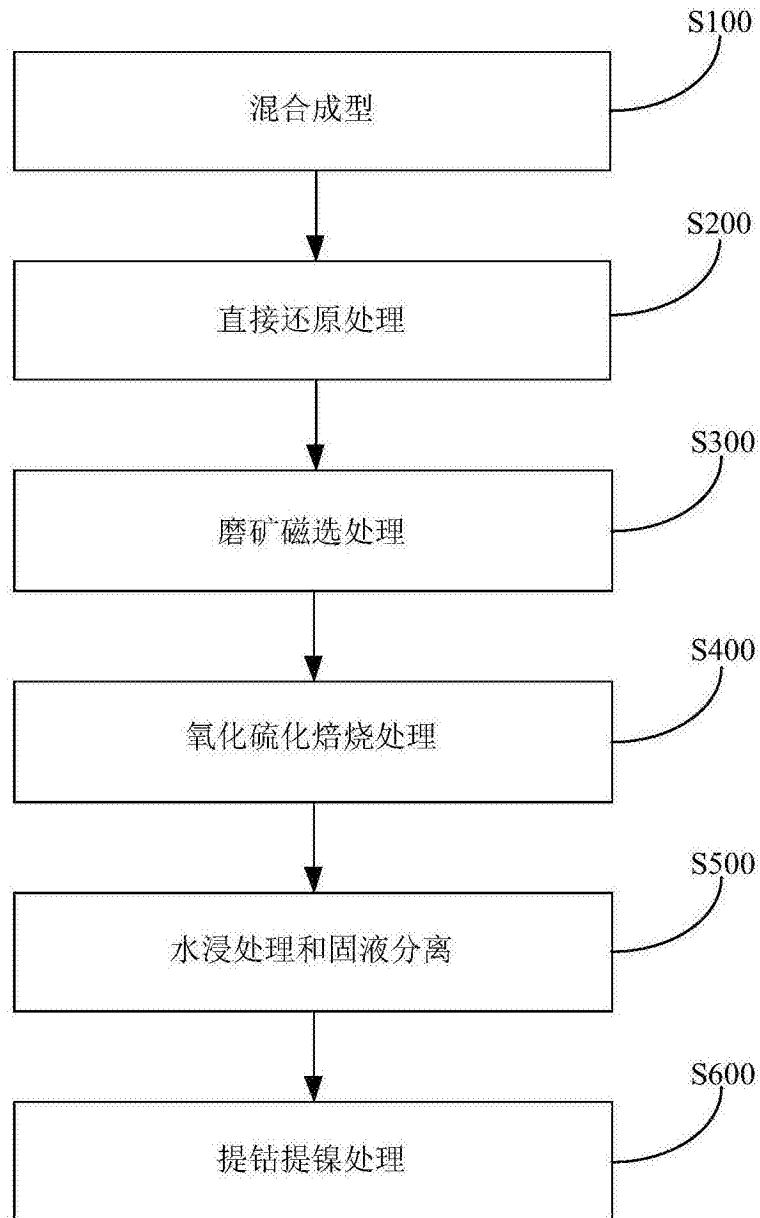 S100
混合成型
S200
直接还原处理
S300
磨矿磁选处理
S400
氧化硫化焙烧处理
S500
水浸处理和固液分离
S600
提钴提镍处理